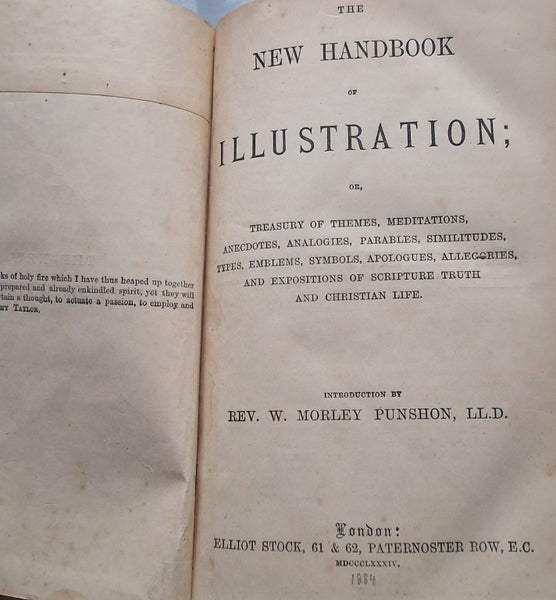 ks of holy fire which I have thus heaped up together
prepared and already enkindled spirit, yet they will
tain a thought, to actuate a passion, to employ and
MY TAYLOR.
THE
NEW HANDBOOK
OF
ILLUSTRATION;
OR,
TREASURY OF THEMES, MEDITATIONS,
ANECDOTES, ANALOGIES, PARABLES, SIMILITUDES,
TYPES, EMBLEMS, SYMBOLS, APOLOGUES, ALLEGORIES,
AND EXPOSITIONS OF SCRIPTURE TRUTH
AND CHRISTIAN LIFE.
INTRODUCTION BY
REV. W. MORLEY PUNSHON, LL.D.
London:
ELLIOT STOCK, 61 & 62, PATERNOSTER ROW, E.C.
MDCCCLXXXIV.
1884